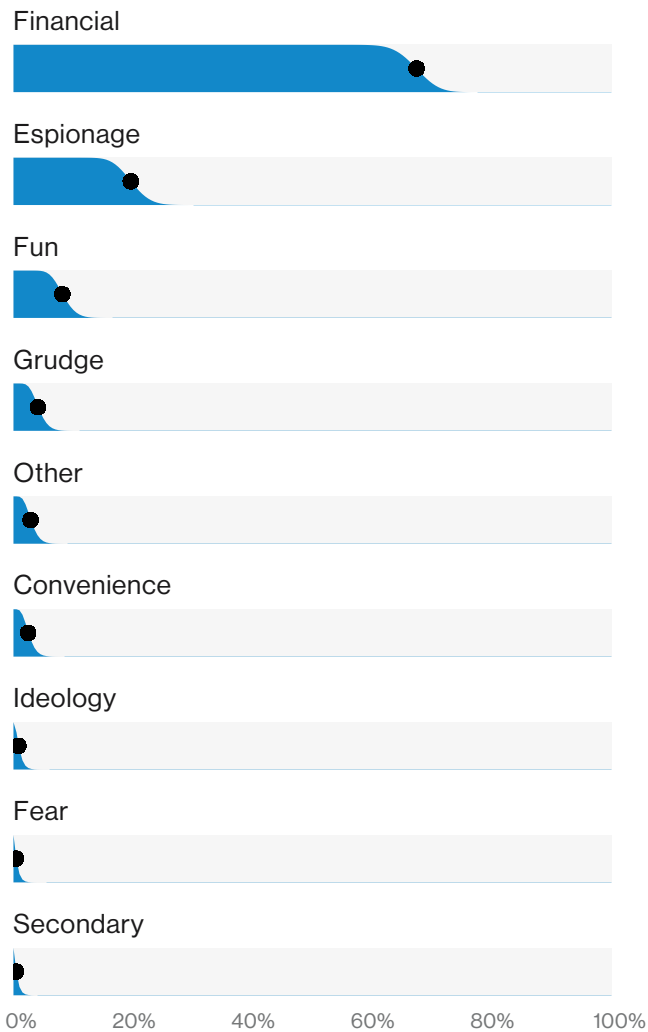 Financial
Espionage
Fun
Grudge
Other
Convenience
Ideology
Fear
Secondary
0% 20% 40% 60% 80% 100%